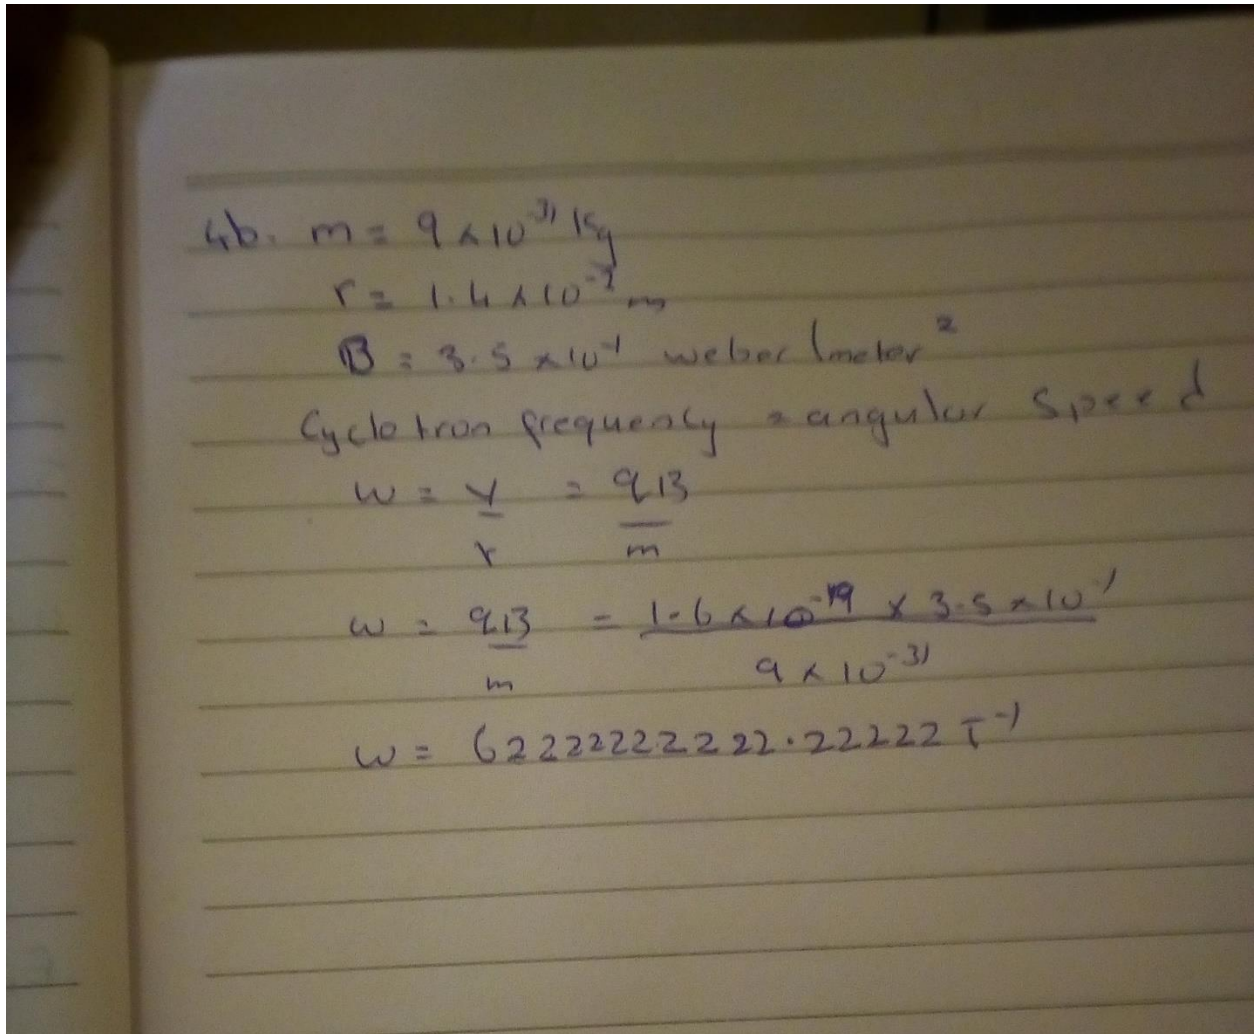 4b. m = 9 x 10^-31 Kg
r = 1.4 x 10^-7 m
B = 3.5 x 10^-1 weber/meter^2
Cyclotron frequency = angular speed
w = v/r = qB/m
w = qB/m = 1.6 x 10^-19 x 3.5 x 10^-1 / 9 x 10^-31
w = 62222222222.22222 T^-1